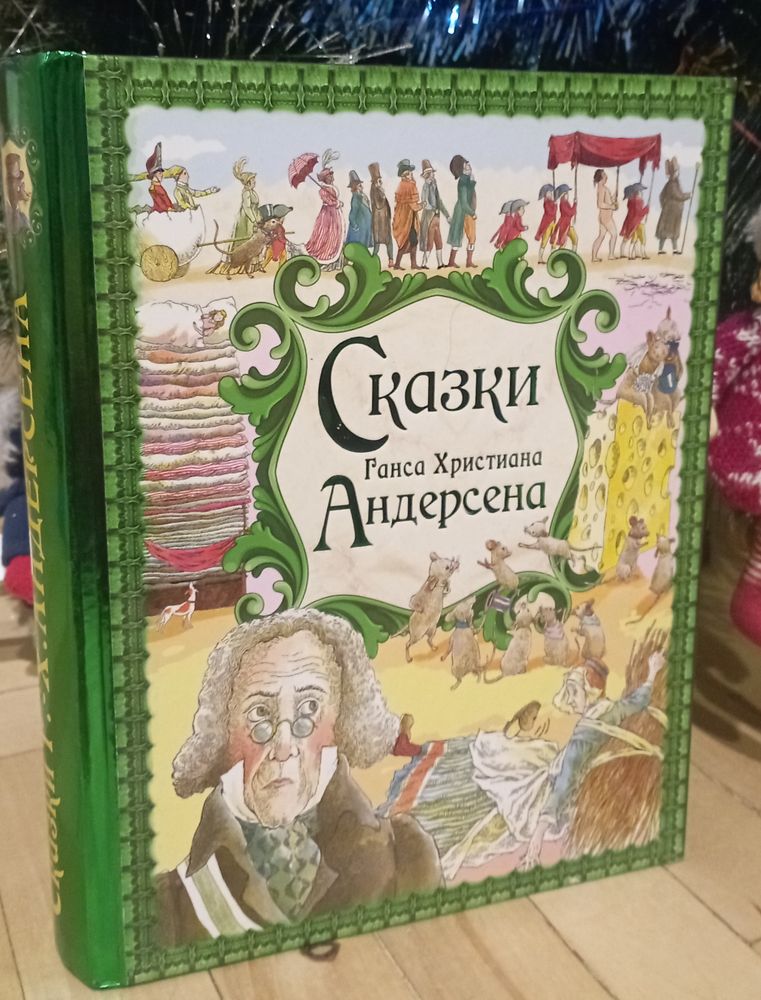 Сказки
Ганса Христиана
Андерсена